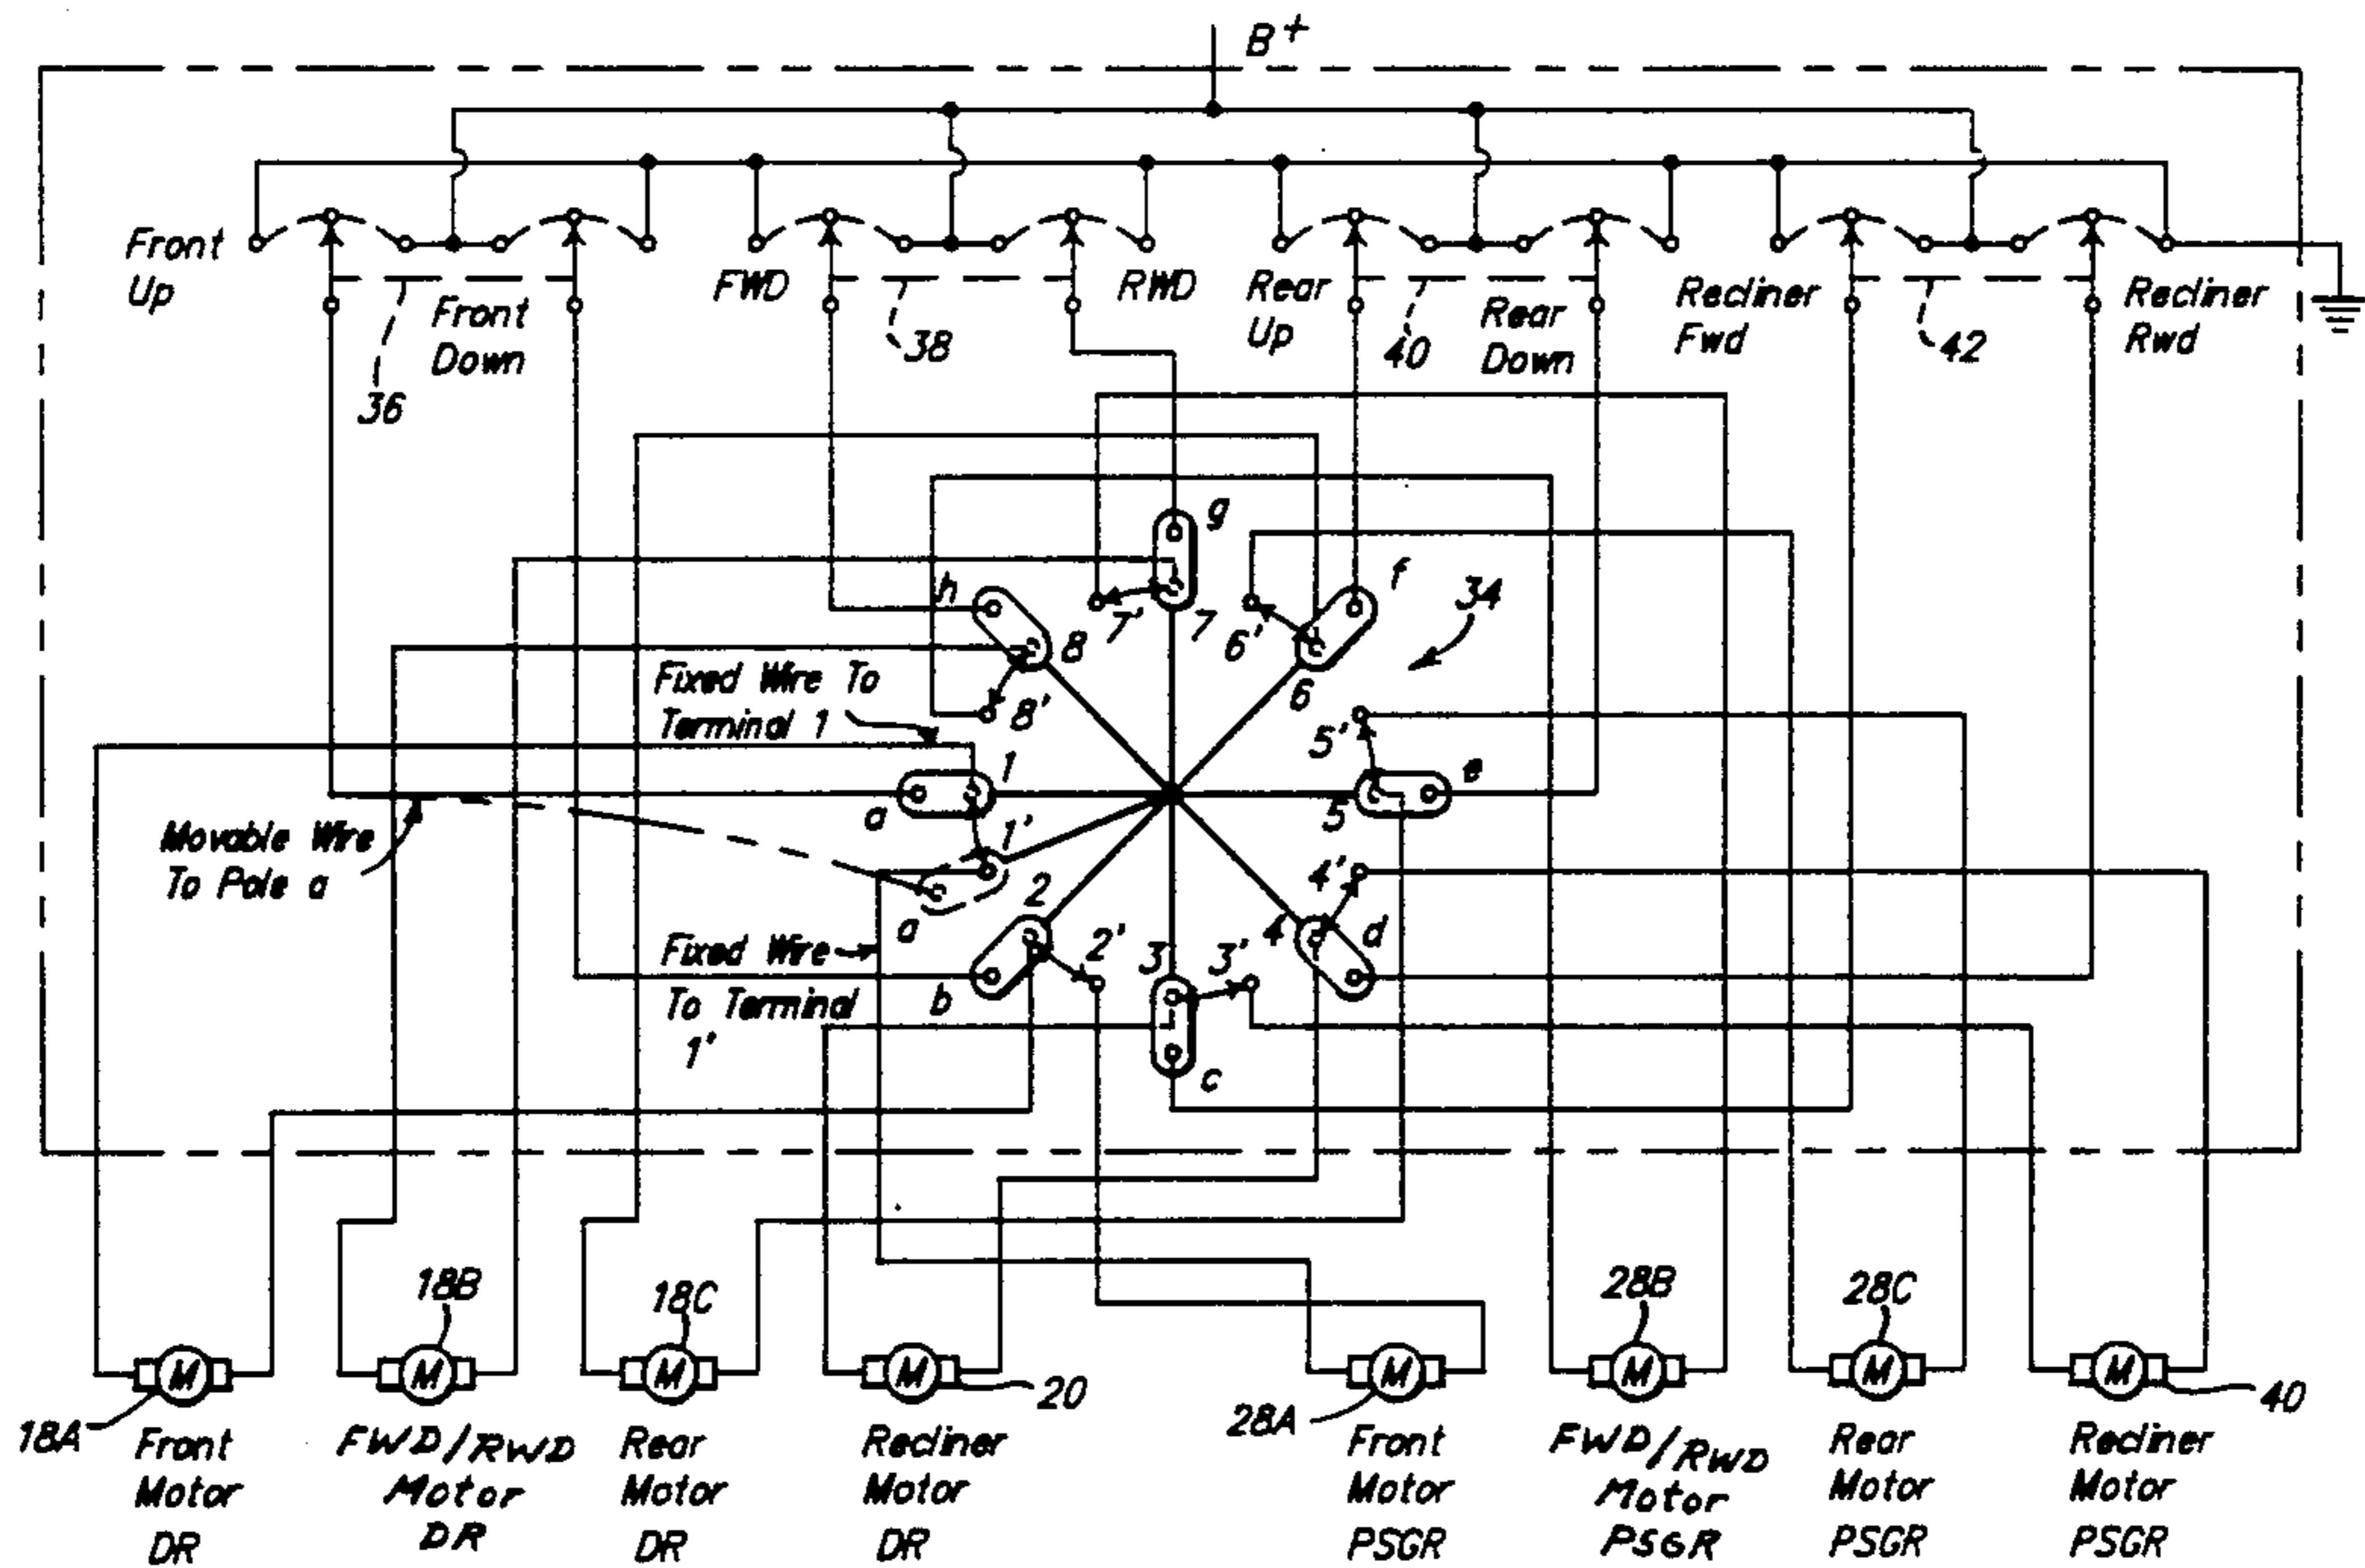 B+
Front
Up
Front
Down
36
FWD
38
RWD
Rear
Up
40
Rear
Down
Recliner
Fwd
42
Recliner
Rwd
g
h
f
34
7'
7
6'
6
8
8'
Fixed Wire To
Terminal 1
1
a
5'
5
e
Movable Wire
To Pole a
1'
a
2
2'
b
3
3'
4
4'
d
c
Fixed Wire
To Terminal
1'
18A
18B
18C
20
28A
28B
28C
40
Front
Motor
DR
FWD/RWD
Motor
DR
Rear
Motor
DR
Recliner
Motor
DR
Front
Motor
PSGR
FWD/RWD
Motor
PSGR
Rear
Motor
PSGR
Recliner
Motor
PSGR
M
M
M
M
M
M
M
M